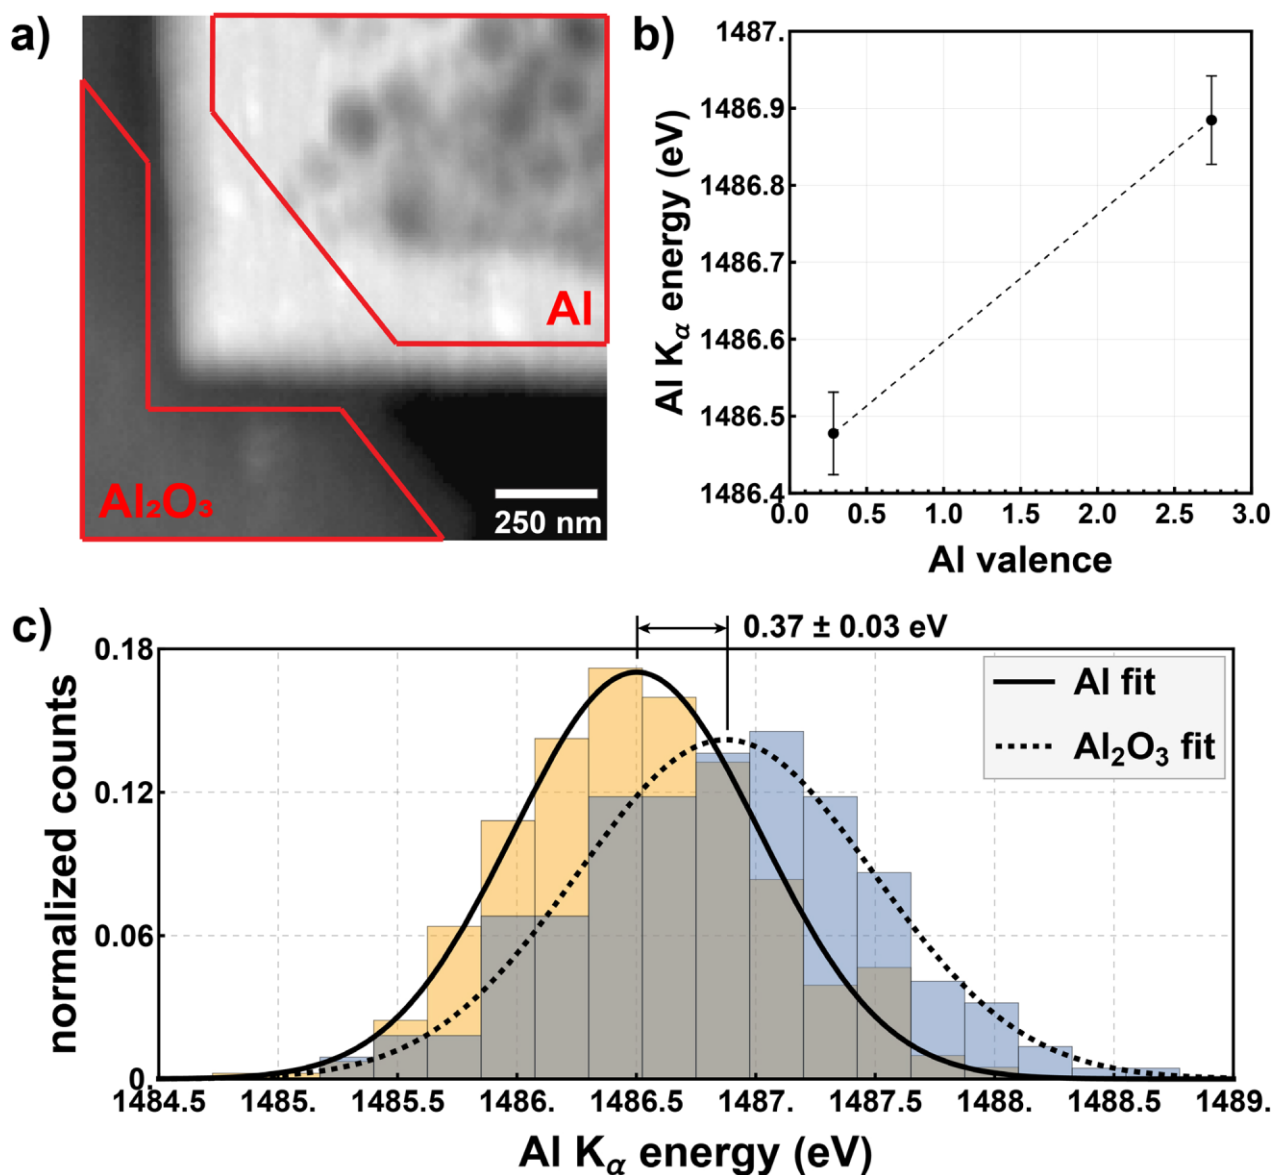 a)
Al
Al₂O₃
250 nm
b)
1487.
1486.9
1486.8
1486.7
1486.6
1486.5
1486.4
0.0 0.5 1.0 1.5 2.0 2.5 3.0
Al Kα energy (eV)
Al valence
c)
0.37 ± 0.03 eV
0.18
0.12
0.06
0.
normalized counts
Al fit
Al₂O₃ fit
1484.5 1485. 1485.5 1486. 1486.5 1487. 1487.5 1488. 1488.5 1489.
Al Kα energy (eV)